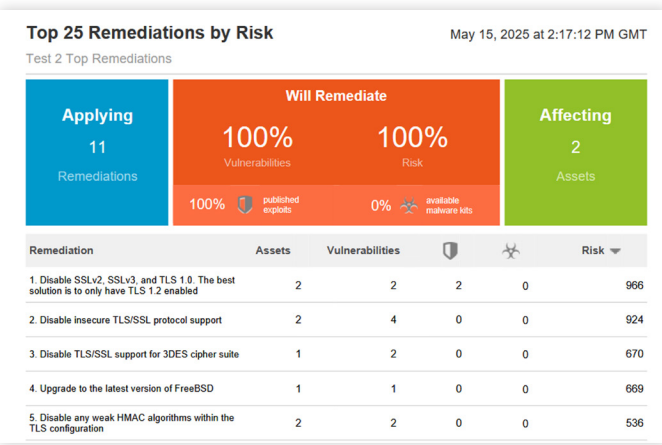 Top 25 Remediations by Risk
May 15, 2025 at 2:17:12 PM GMT
Test 2 Top Remediations
Applying
11
Remediations
Will Remediate
100%
Vulnerabilities
100%
Risk
100% published exploits
0% available malware kits
Affecting
2
Assets
Remediation Assets Vulnerabilities Risk
1. Disable SSLv2, SSLv3, and TLS 1.0. The best
solution is to only have TLS 1.2 enabled 2 2 2 0 966
2. Disable insecure TLS/SSL protocol support 2 4 0 0 924
3. Disable TLS/SSL support for 3DES cipher suite 1 2 0 0 670
4. Upgrade to the latest version of FreeBSD 1 1 0 0 669
5. Disable any weak HMAC algorithms within the
TLS configuration 2 2 0 0 536